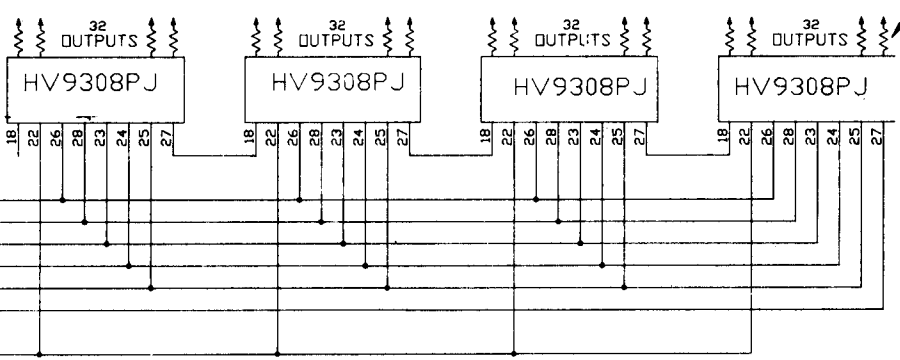 32 32 32 32
OUTPUTS OUTPUTS OUTPUTS OUTPUTS
HV9308PJ HV9308PJ HV9308PJ HV9308PJ
18 22 26 28 23 24 25 27 18 22 26 28 23 24 25 27 18 22 26 28 23 24 25 27 18 22 26 28 23 24 25 27